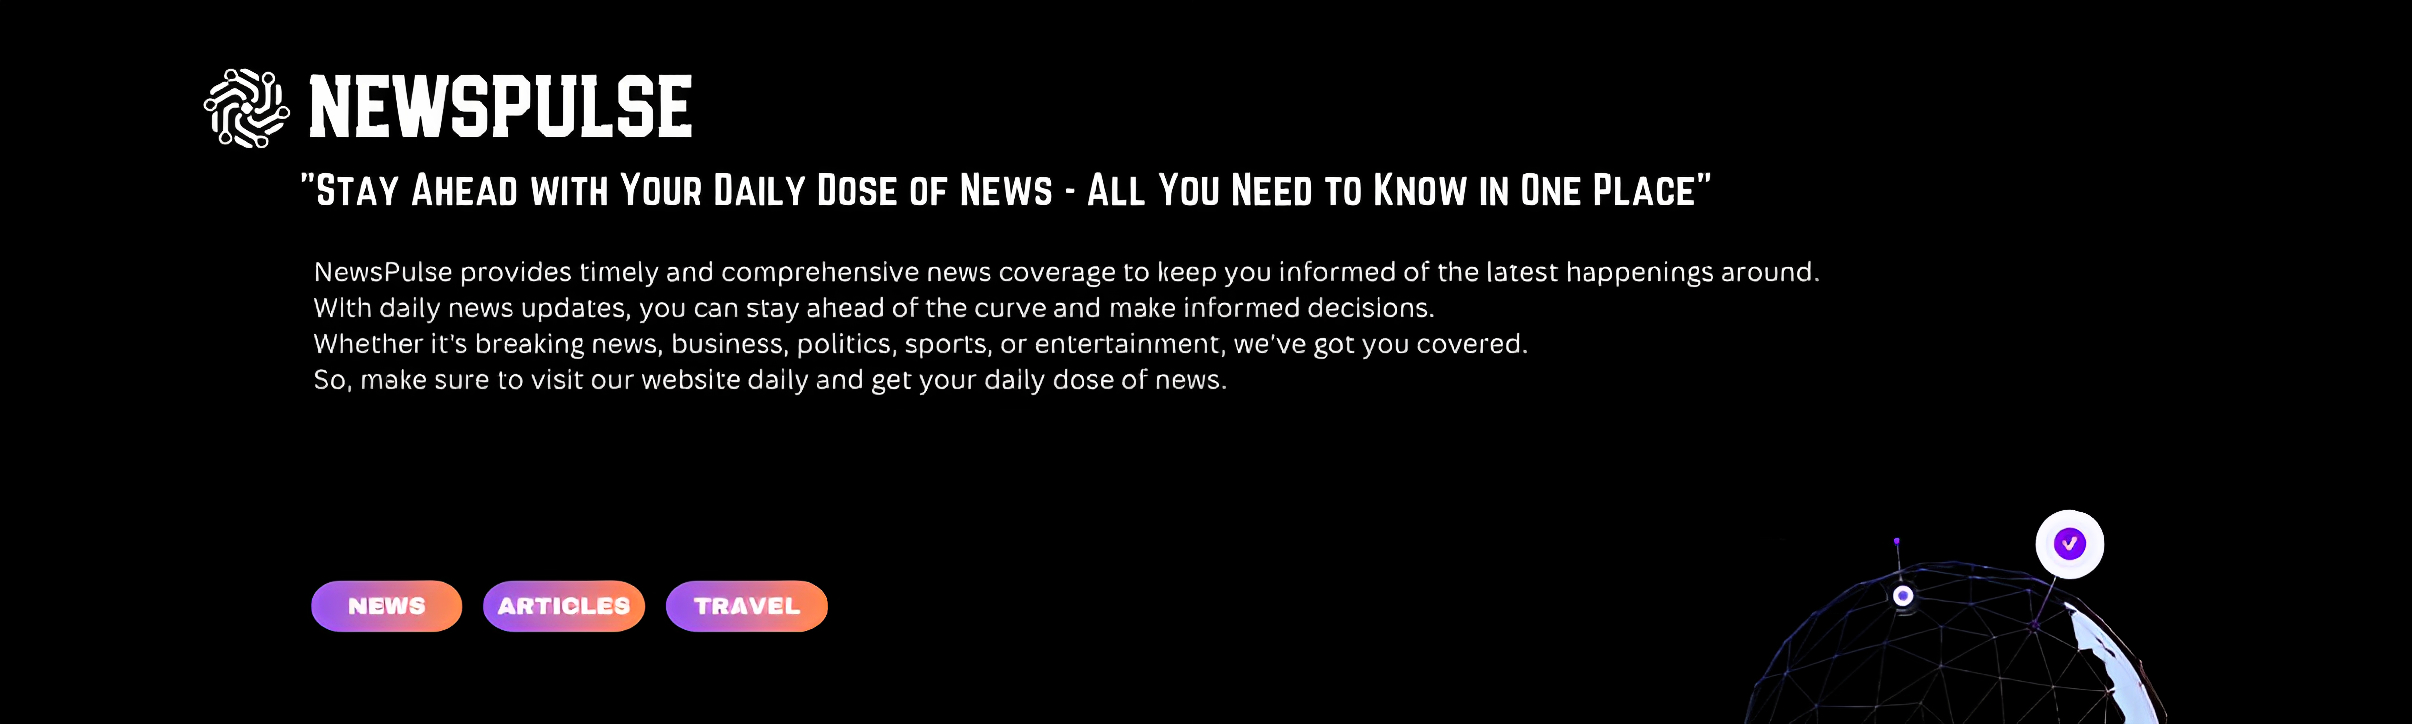 NEWSPULSE
"Stay Ahead with Your Daily Dose of News - All You Need to Know in One Place"
NewsPulse provides timely and comprehensive news coverage to keep you informed of the latest happenings around.
WIth daily news updates, you can stay ahead of the curve and make informed decisions.
Whether it's breaking news, business, politics, sports, or entertainment, we've got you covered.
So, make sure to visit our website daily and get your daily dose of news.
NEWS ARTICLES TRAVEL